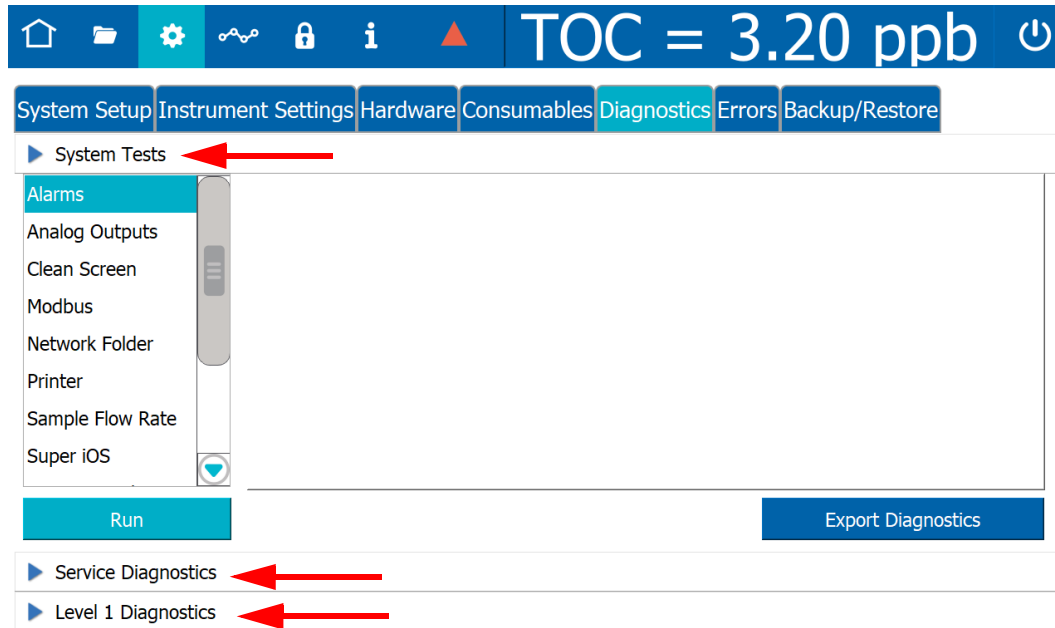 TOC = 3.20 ppb
System Setup Instrument Settings Hardware Consumables Diagnostics Errors Backup/Restore
System Tests
Alarms
Analog Outputs
Clean Screen
Modbus
Network Folder
Printer
Sample Flow Rate
Super iOS
Run
Export Diagnostics
Service Diagnostics
Level 1 Diagnostics